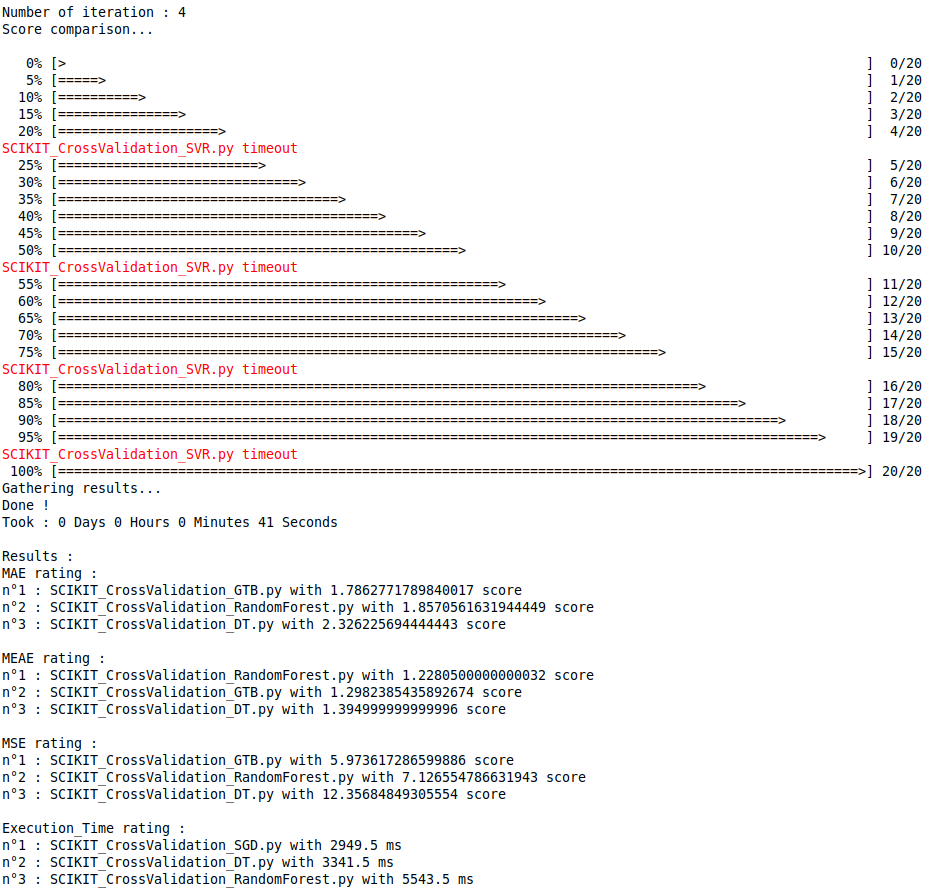 Number of iteration : 4
Score comparison...
0% [> ] 0/20
5% [=====> ] 1/20
10% [==========> ] 2/20
15% [===============> ] 3/20
20% [====================> ] 4/20
SCIKIT_CrossValidation_SVR.py timeout
25% [=========================> ] 5/20
30% [==============================> ] 6/20
35% [===================================> ] 7/20
40% [========================================> ] 8/20
45% [=============================================> ] 9/20
50% [==================================================> ] 10/20
SCIKIT_CrossValidation_SVR.py timeout
55% [=======================================================> ] 11/20
60% [============================================================> ] 12/20
65% [=================================================================> ] 13/20
70% [======================================================================> ] 14/20
75% [===========================================================================> ] 15/20
SCIKIT_CrossValidation_SVR.py timeout
80% [================================================================================> ] 16/20
85% [=====================================================================================> ] 17/20
90% [==========================================================================================> ] 18/20
95% [===============================================================================================> ] 19/20
SCIKIT_CrossValidation_SVR.py timeout
100% [====================================================================================================>] 20/20
Gathering results...
Done !
Took : 0 Days 0 Hours 0 Minutes 41 Seconds
Results :
MAE rating :
n°1 : SCIKIT_CrossValidation_GTB.py with 1.7862771789840017 score
n°2 : SCIKIT_CrossValidation_RandomForest.py with 1.8570561631944449 score
n°3 : SCIKIT_CrossValidation_DT.py with 2.326225694444443 score
MEAE rating :
n°1 : SCIKIT_CrossValidation_RandomForest.py with 1.2280500000000032 score
n°2 : SCIKIT_CrossValidation_GTB.py with 1.2982385435892674 score
n°3 : SCIKIT_CrossValidation_DT.py with 1.394999999999996 score
MSE rating :
n°1 : SCIKIT_CrossValidation_GTB.py with 5.973617286599886 score
n°2 : SCIKIT_CrossValidation_RandomForest.py with 7.126554786631943 score
n°3 : SCIKIT_CrossValidation_DT.py with 12.35684849305554 score
Execution_Time rating :
n°1 : SCIKIT_CrossValidation_SGD.py with 2949.5 ms
n°2 : SCIKIT_CrossValidation_DT.py with 3341.5 ms
n°3 : SCIKIT_CrossValidation_RandomForest.py with 5543.5 ms